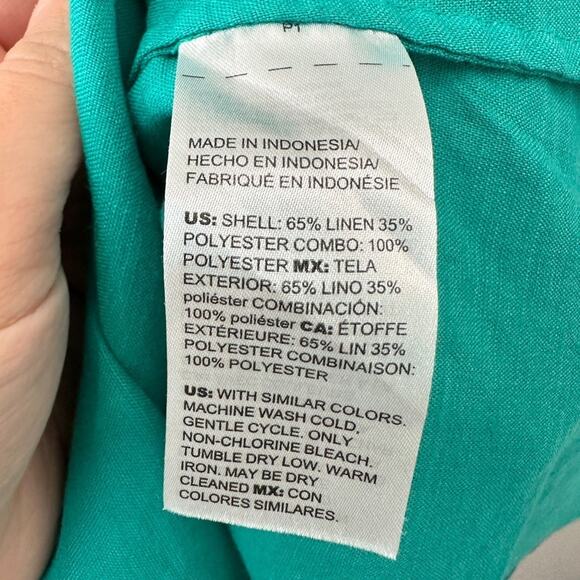 P1
MADE IN INDONESIA/
HECHO EN INDONESIA/
FABRIQUÉ EN INDONÉSIE
US: SHELL: 65% LINEN 35%
POLYESTER COMBO: 100%
POLYESTER MX: TELA
EXTERIOR: 65% LINO 35%
poliéster COMBINACIÓN:
100% poliéster CA: ÉTOFFE
EXTÉRIEURE: 65% LIN 35%
POLYESTER COMBINAISON:
100% POLYESTER
US: WITH SIMILAR COLORS.
MACHINE WASH COLD,
GENTLE CYCLE. ONLY
NON-CHLORINE BLEACH.
TUMBLE DRY LOW. WARM
IRON. MAY BE DRY
CLEANED MX: CON
COLORES SIMILARES.